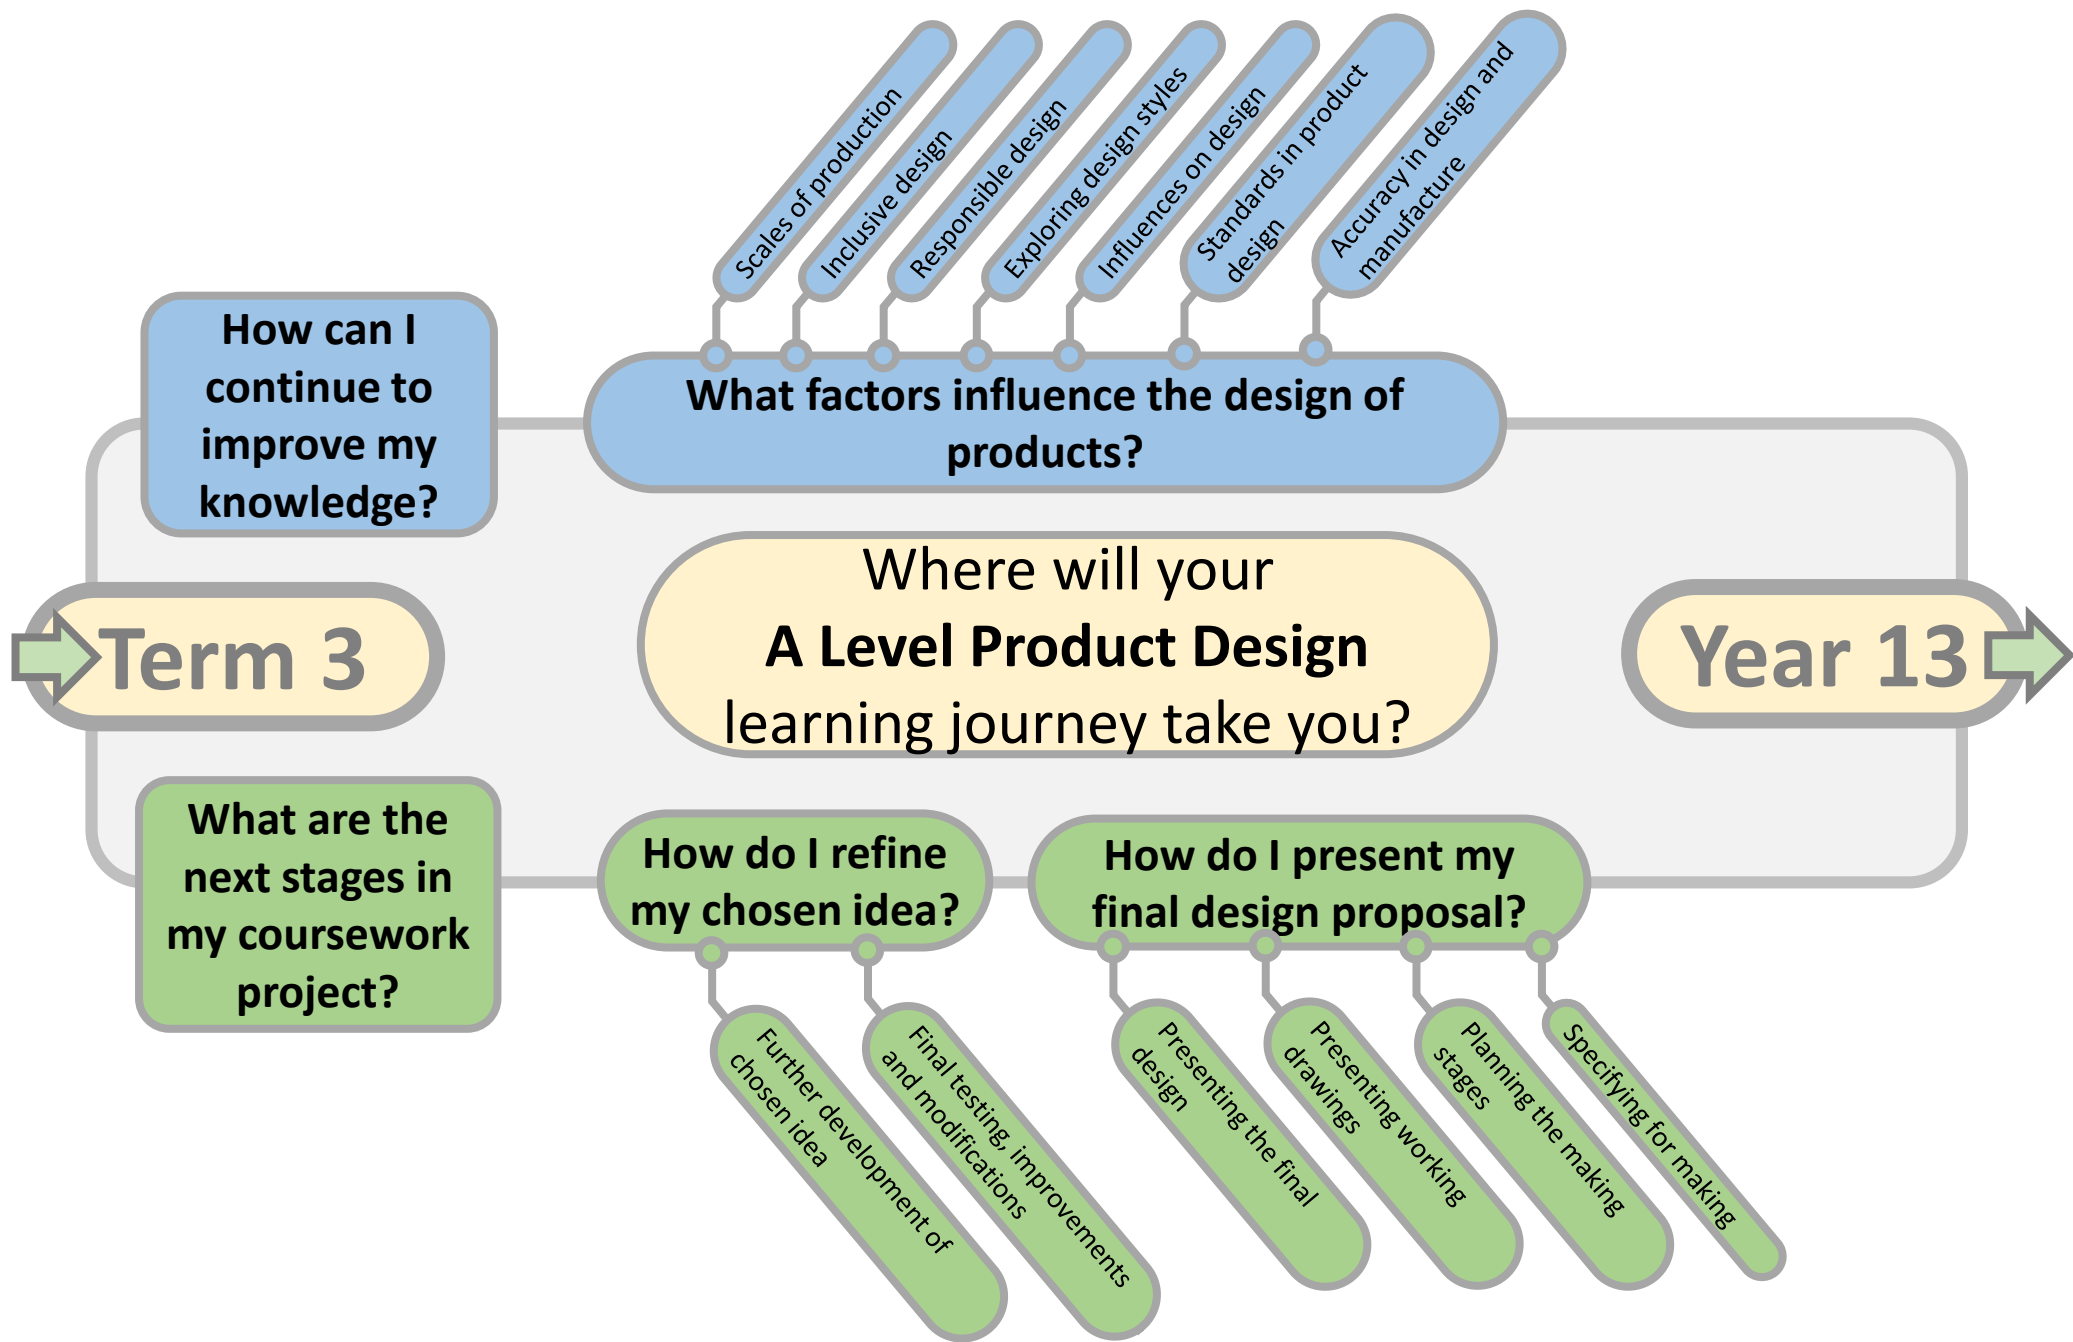 Scales of production
Inclusive design
Responsible design
Exploring design styles
Influences on design
Standards in product
design
Accuracy in design and
manufacture
How can I
continue to
improve my
knowledge?
What factors influence the design of
products?
Where will your
A Level Product Design
learning journey take you?
Term 3
Year 13
What are the
next stages in
my coursework
project?
How do I refine
my chosen idea?
How do I present my
final design proposal?
Further development of
chosen idea
Final testing, improvements
and modifications
Presenting the final
design
Presenting working
drawings
Planning the making
stages
Specifying for making